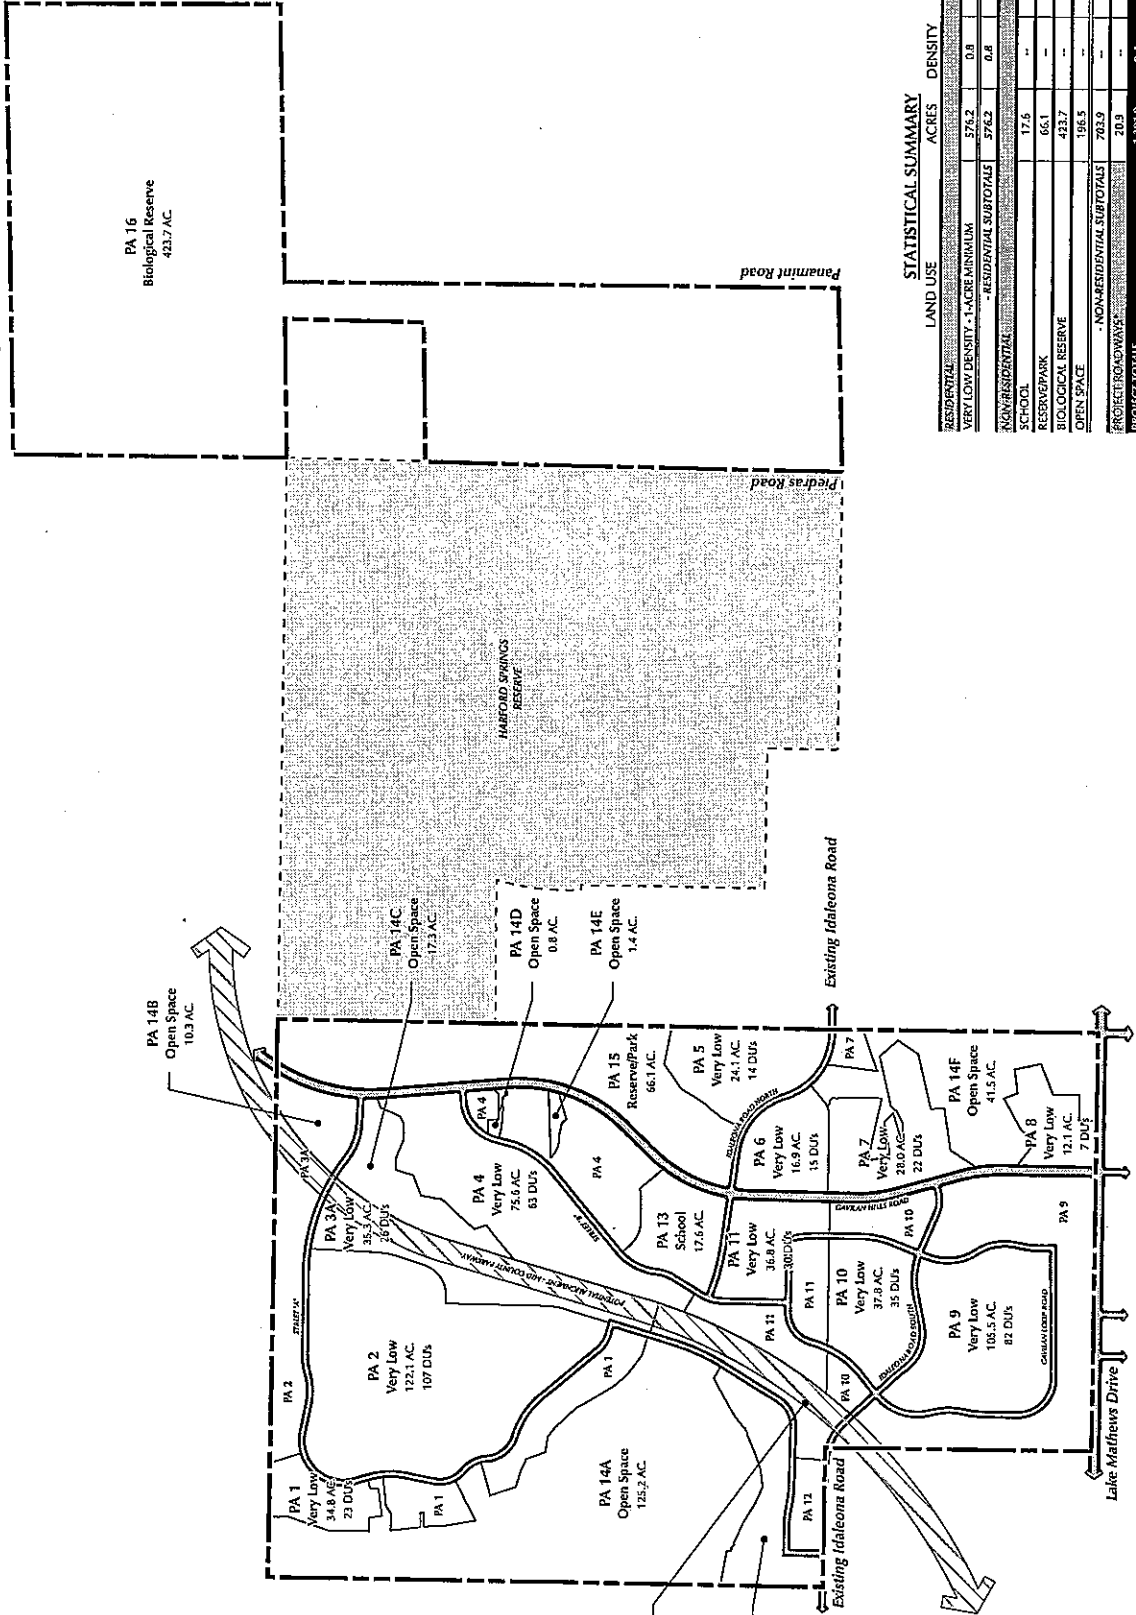 PA 16
Biological Reserve
423.7 AC.
Panamint Road
Piedras Road
HARFORD SPRINGS
RESERVE
PA 14B
Open Space
10.3 AC.
PA 14C
Open Space
17.3 AC.
PA 14D
Open Space
0.8 AC.
PA 14E
Open Space
1.4 AC.
Existing Idaleona Road
PA 3A
PA 3A
Very Low
35.3 AC.
26 DU's
STREET "A"
PA 2
PA 2
Very Low
122.1 AC.
107 DU's
PA 1
Very Low
34.8 AC.
23 DU's
PA 1
PA 1
PA 14A
Open Space
125.2 AC.
PA 4
PA 4
Very Low
75.6 AC.
63 DU's
PA 4
STREET "B"
POTENTIAL ALIGNMENT - MID COUNTY PARKWAY
PA 15
Reserve/Park
66.1 AC.
PA 5
Very Low
24.1 AC.
14 DU's
IDALEONA ROAD NORTH
PA 13
School
17.6 AC.
PA 6
Very Low
16.9 AC.
15 DU's
PA 7
PA 7
Very Low
28.0 AC.
22 DU's
PA 14F
Open Space
41.5 AC.
PA 8
Very Low
12.1 AC.
7 DU's
GAVILAN HILLS ROAD
PA 11
Very Low
36.8 AC.
30 DU's
PA 11
PA 11
PA 10
PA 10
Very Low
37.8 AC.
35 DU's
PA 10
IDALEONA ROAD SOUTH
PA 9
PA 9
Very Low
105.5 AC.
82 DU's
GAVILAN LOOP ROAD
PA 12
Existing Idaleona Road
Lake Mathews Drive
STATISTICAL SUMMARY
LAND USE ACRES DENSITY
RESIDENTIAL
VERY LOW DENSITY - 1-ACRE MINIMUM 576.2 0.8
- RESIDENTIAL SUBTOTALS 576.2 0.8
NON-RESIDENTIAL
SCHOOL 17.6 --
RESERVE/PARK 66.1 --
BIOLOGICAL RESERVE 423.7 --
OPEN SPACE 196.5 --
- NON-RESIDENTIAL SUBTOTALS 703.9 --
PROJECT ROADWAYS 20.9 --
PROJECT TOTALS